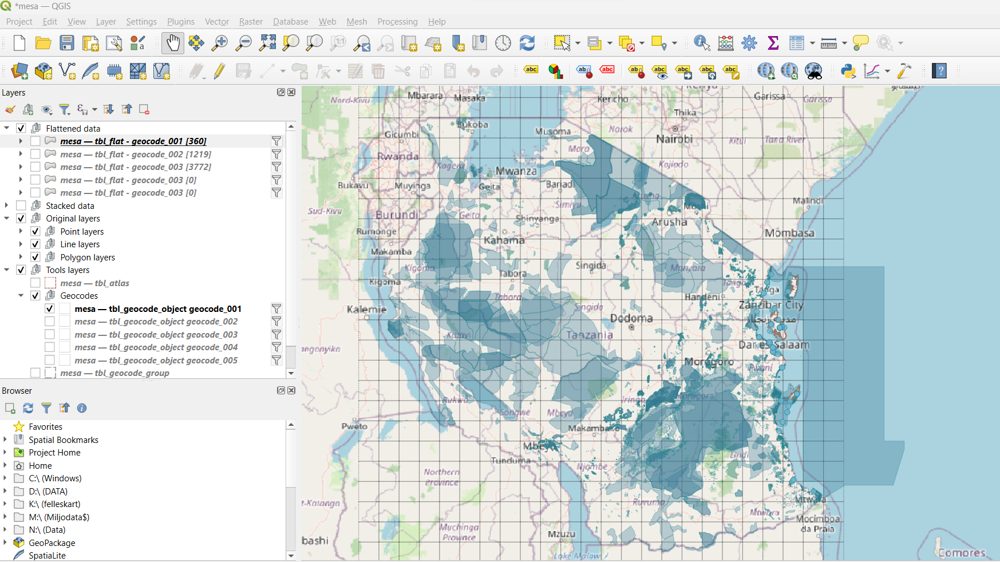 *mesa — QGIS
Project Edit View Layer Settings Plugins Vector Raster Database Web Mesh Processing Help
Layers
Flattened data
mesa — tbl_flat - geocode_001 [360]
mesa — tbl_flat - geocode_002 [1219]
mesa — tbl_flat - geocode_003 [3772]
mesa — tbl_flat - geocode_003 [0]
mesa — tbl_flat - geocode_003 [0]
Stacked data
Original layers
Point layers
Line layers
Polygon layers
Tools layers
mesa — tbl_atlas
Geocodes
mesa — tbl_geocode_object geocode_001
mesa — tbl_geocode_object geocode_002
mesa — tbl_geocode_object geocode_003
mesa — tbl_geocode_object geocode_004
mesa — tbl_geocode_object geocode_005
mesa — tbl_geocode_group
Browser
Favorites
Spatial Bookmarks
Project Home
Home
C:\ (Windows)
D:\ (DATA)
K:\ (felleskart)
M:\ (Miljodata$)
N:\ (Data)
GeoPackage
SpatiaLite
Nord-Kivu
Mbarara
Masaka
Kericho
Garissa
Garissa
Thika
Bukoba
Musoma
Narok
Nairobi
Kitui
Tana River
Gicumbi
Rwanda
Mara
Kajiado
Kagera
Mwanza
Bukavu
Muyinga
Geita
Bariadi
Simiyu
Arusha
Moshi
Malindi
Sud-Kivu
Burundi
Geita
Shinyanga
Arusha
Rumonge
Kahama
Mombasa
Makamba
Kigoma
Singida
Manyara
Tabora
Kigoma
Tanga
Tanga
Tabora
Handeni
Singida
Zanzibar City
Kalemie
Dodoma
Katavi
Tanzania
Dar es Salaam
anganyika
Morogoro
Pwani
Rukwa
Iringa
Morogoro
Songwe
Mbeya
Pweto
Makambako
Mbeya
Tunduma
Njombe
Lindi
Northern
Province
t-Katanga
Ruvuma
Mtwara
Mtwara
Mocimboa
da Praia
Muchinga
Province
Mzuzu
bashi
Lake Malawi
Comores